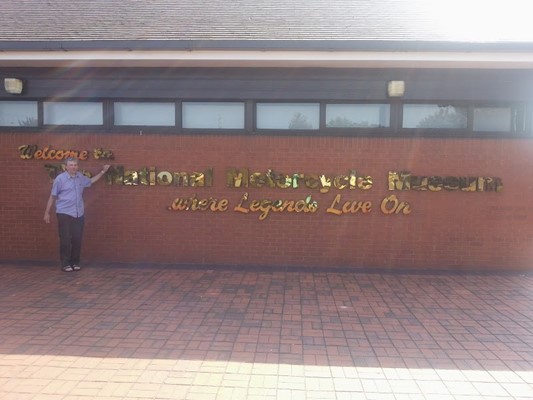 Welcome to
The National Motorcycle Museum
..where Legends Live On